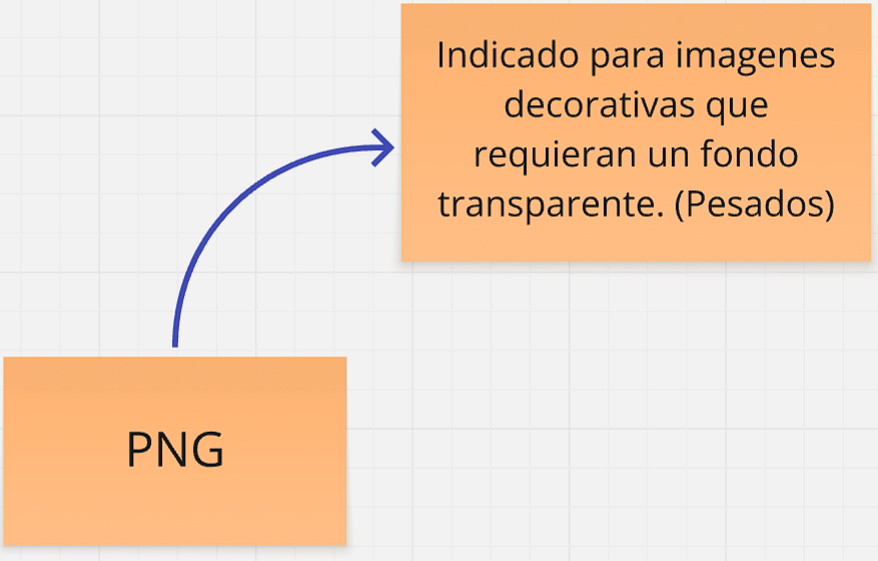 Indicado para imagenes
decorativas que
requieran un fondo
transparente. (Pesados)
PNG